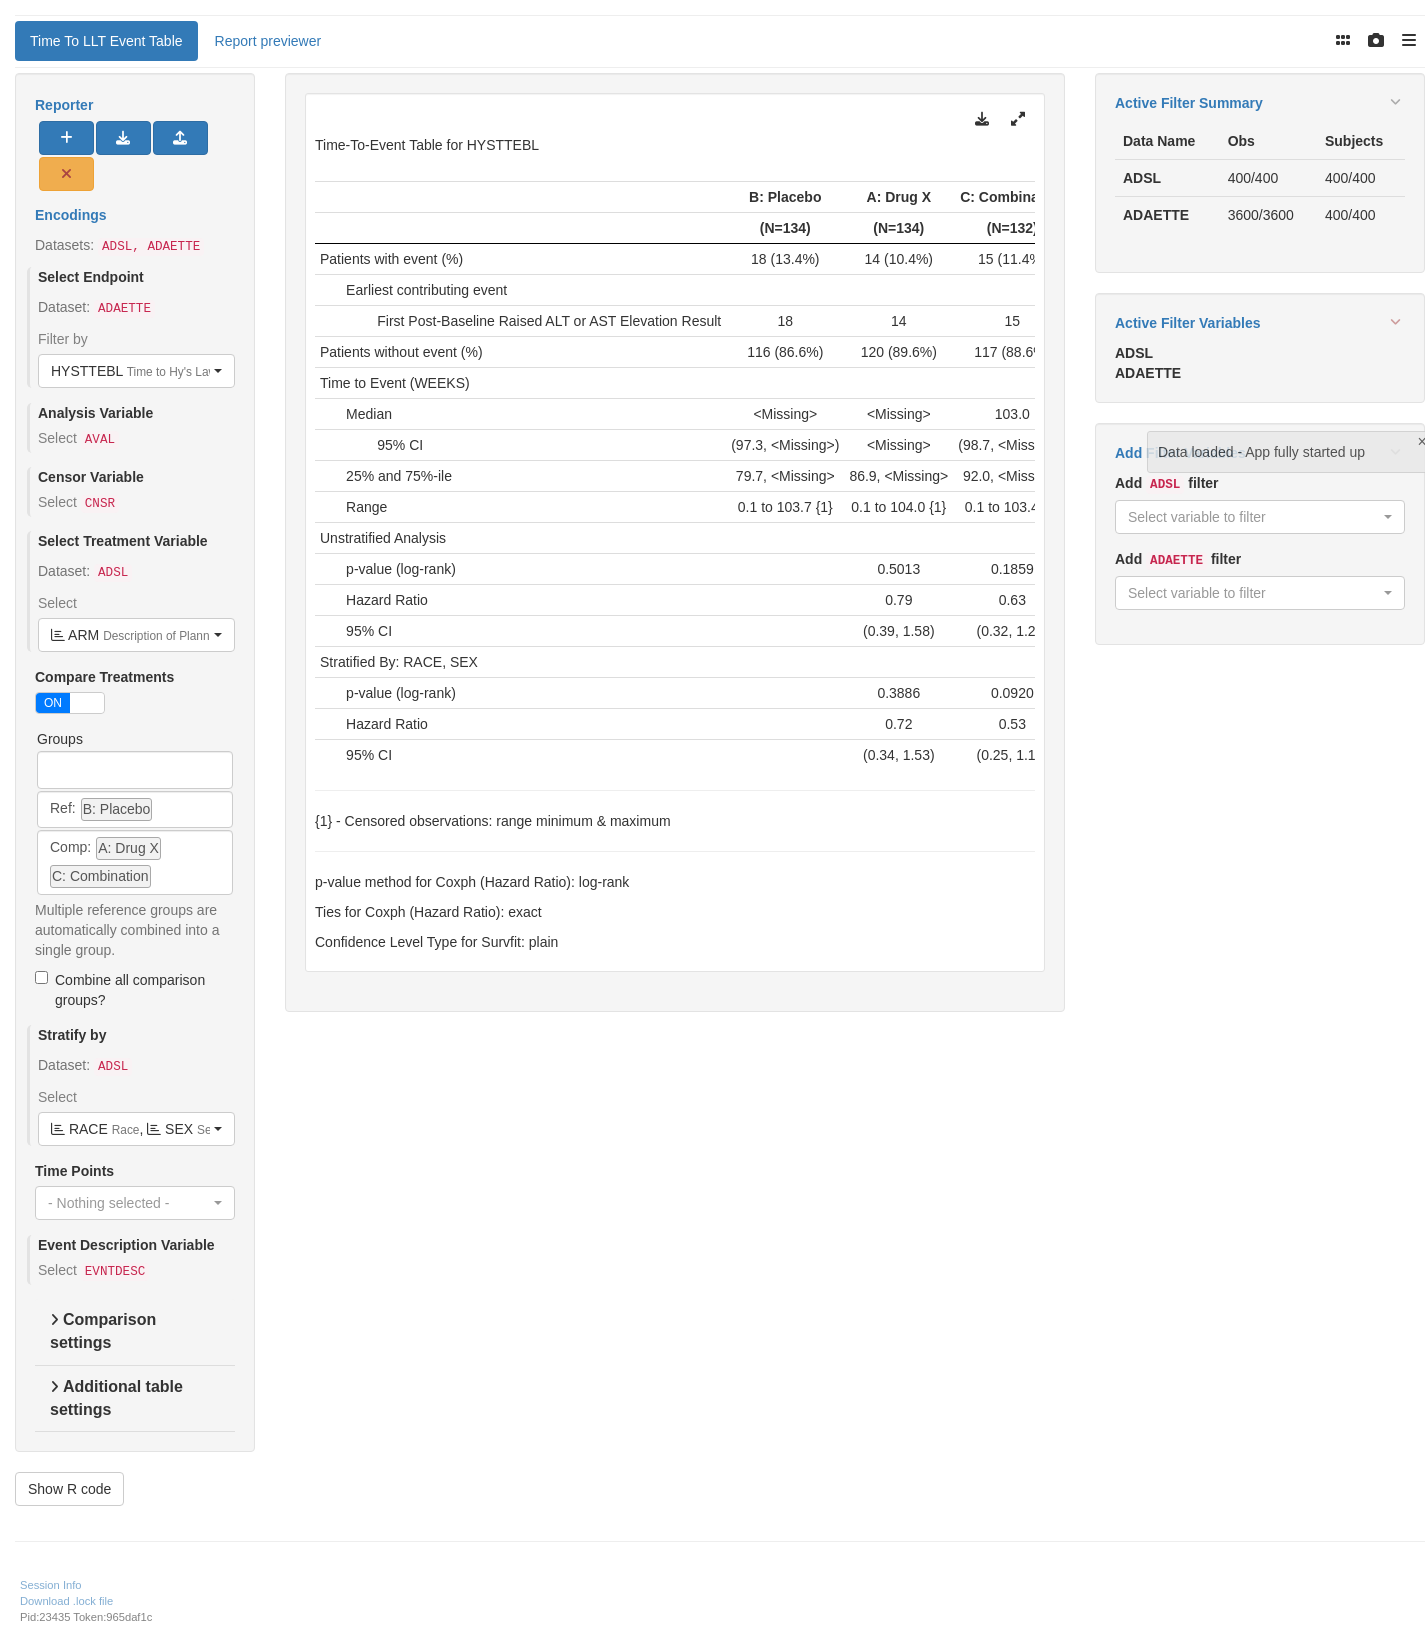 Time To LLT Event Table
Report previewer
Reporter
Encodings
Datasets: ADSL, ADAETTE
Select Endpoint
Dataset: ADAETTE
Filter by
HYSTTEBL Time to Hy's La
Analysis Variable
Select AVAL
Censor Variable
Select CNSR
Select Treatment Variable
Dataset: ADSL
Select
ARM Description of Plann
Compare Treatments
ON
Groups
Ref: B: Placebo
Comp: A: Drug X
C: Combination
Multiple reference groups are
automatically combined into a
single group.
Combine all comparison
groups?
Stratify by
Dataset: ADSL
Select
RACE Race, SEX Se
Time Points
- Nothing selected -
Event Description Variable
Select EVNTDESC
Comparison
settings
Additional table
settings
Show R code
Time-To-Event Table for HYSTTEBL
B: Placebo A: Drug X C: Combina
(N=134) (N=134) (N=132)
Patients with event (%) 18 (13.4%) 14 (10.4%) 15 (11.4%
Earliest contributing event
First Post-Baseline Raised ALT or AST Elevation Result 18 14 15
Patients without event (%) 116 (86.6%) 120 (89.6%) 117 (88.6%
Time to Event (WEEKS)
Median <Missing> <Missing> 103.0
95% CI (97.3, <Missing>) <Missing> (98.7, <Miss
25% and 75%-ile 79.7, <Missing> 86.9, <Missing> 92.0, <Miss
Range 0.1 to 103.7 {1} 0.1 to 104.0 {1} 0.1 to 103.4
Unstratified Analysis
p-value (log-rank) 0.5013 0.1859
Hazard Ratio 0.79 0.63
95% CI (0.39, 1.58) (0.32, 1.2
Stratified By: RACE, SEX
p-value (log-rank) 0.3886 0.0920
Hazard Ratio 0.72 0.53
95% CI (0.34, 1.53) (0.25, 1.1
{1} - Censored observations: range minimum & maximum
p-value method for Coxph (Hazard Ratio): log-rank
Ties for Coxph (Hazard Ratio): exact
Confidence Level Type for Survfit: plain
Active Filter Summary
Data Name Obs Subjects
ADSL 400/400 400/400
ADAETTE 3600/3600 400/400
Active Filter Variables
ADSL
ADAETTE
Add
Data loaded - App fully started up
×
Add ADSL filter
Select variable to filter
Add ADAETTE filter
Select variable to filter
Session Info
Download .lock file
Pid:23435 Token:965daf1c